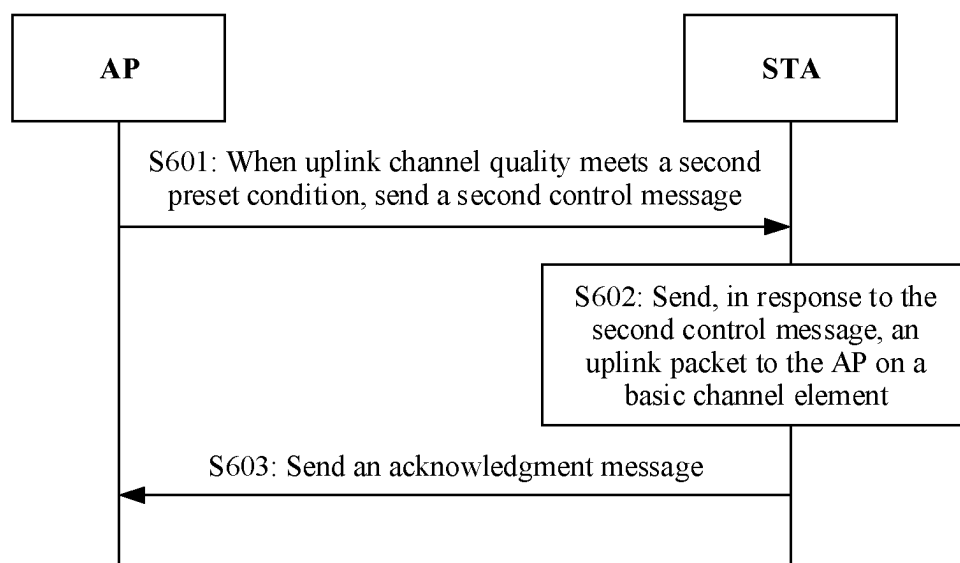 AP
STA
S601: When uplink channel quality meets a second
preset condition, send a second control message
S602: Send, in response to the
second control message, an
uplink packet to the AP on a
basic channel element
S603: Send an acknowledgment message